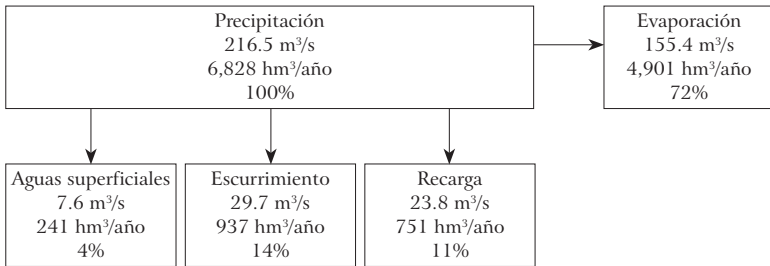 Precipitación
216.5 m³/s
6,828 hm³/año
100%
Evaporación
155.4 m³/s
4,901 hm³/año
72%
Aguas superficiales
7.6 m³/s
241 hm³/año
4%
Escurrimiento
29.7 m³/s
937 hm³/año
14%
Recarga
23.8 m³/s
751 hm³/año
11%